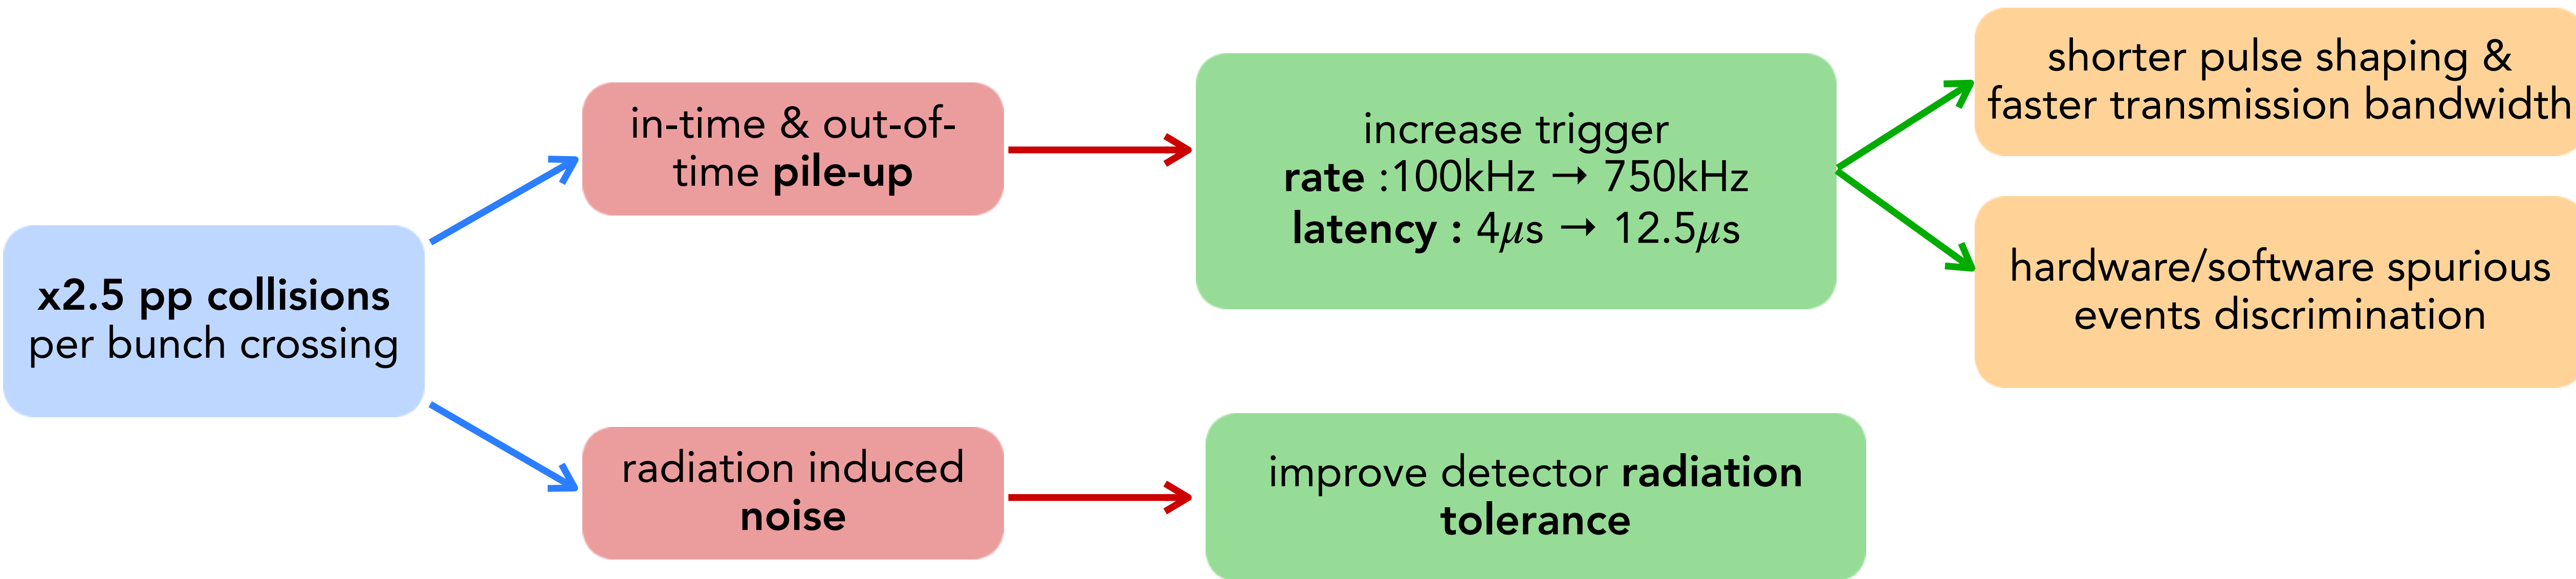 x2.5 pp collisions
per bunch crossing
in-time & out-of-
time pile-up
radiation induced
noise
increase trigger
rate :100kHz → 750kHz
latency : 4μs → 12.5μs
improve detector radiation
tolerance
shorter pulse shaping &
faster transmission bandwidth
hardware/software spurious
events discrimination